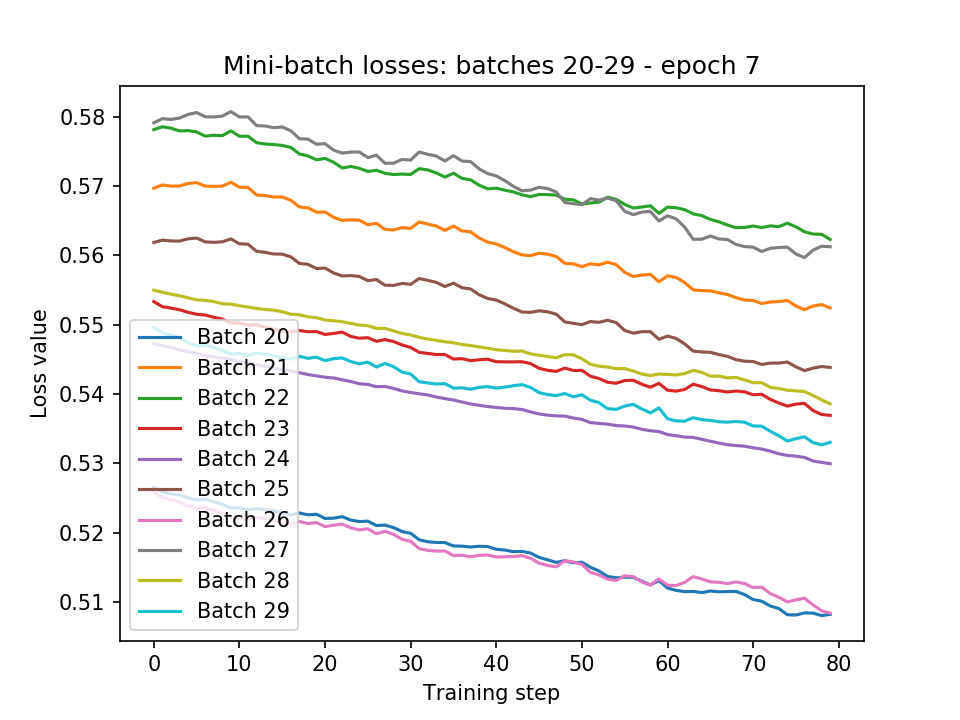 Mini-batch losses: batches 20-29 - epoch 7
Loss value
0.58
0.57
0.56
0.55
0.54
0.53
0.52
0.51
Batch 20
Batch 21
Batch 22
Batch 23
Batch 24
Batch 25
Batch 26
Batch 27
Batch 28
Batch 29
0 10 20 30 40 50 60 70 80
Training step